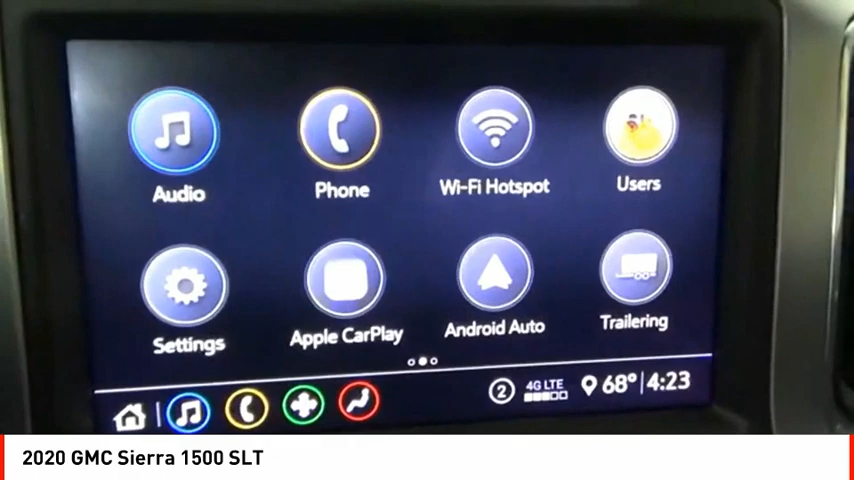 Audio
Phone
Wi-Fi Hotspot
Users
Settings
Apple CarPlay
Android Auto
Trailering
2
4G LTE
68°
4:23
2020 GMC Sierra 1500 SLT